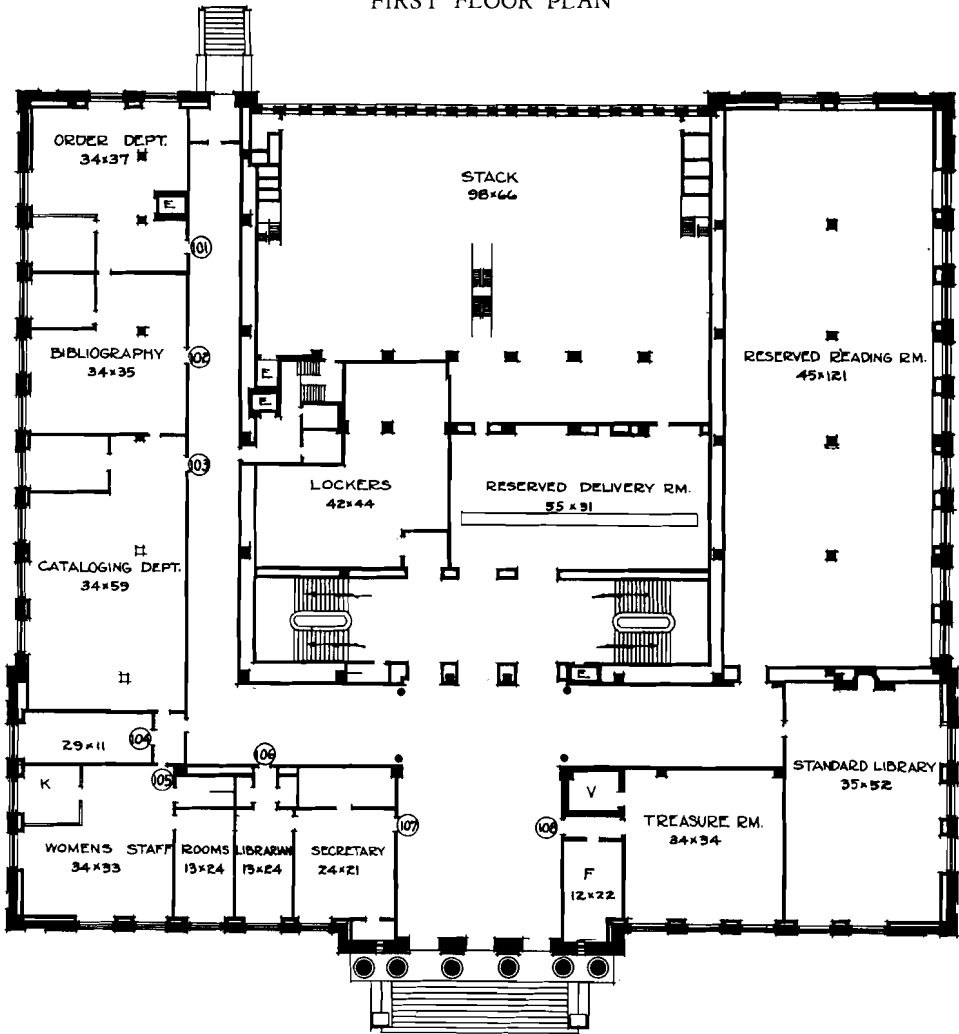 FIRST FLOOR PLAN
ORDER DEPT.
34×37
E
101
STACK
98×66
BIBLIOGRAPHY
34×35
102
E
E
RESERVED READING RM.
45×121
103
LOCKERS
42×44
RESERVED DELIVERY RM.
55×31
CATALOGING DEPT.
34×59
E
29×11
104
105
106
K
WOMENS STAFF
34×33
ROOMS
13×24
LIBRARIAN
13×24
SECRETARY
24×21
107
108
V
F
12×22
TREASURE RM.
34×34
STANDARD LIBRARY
35×52